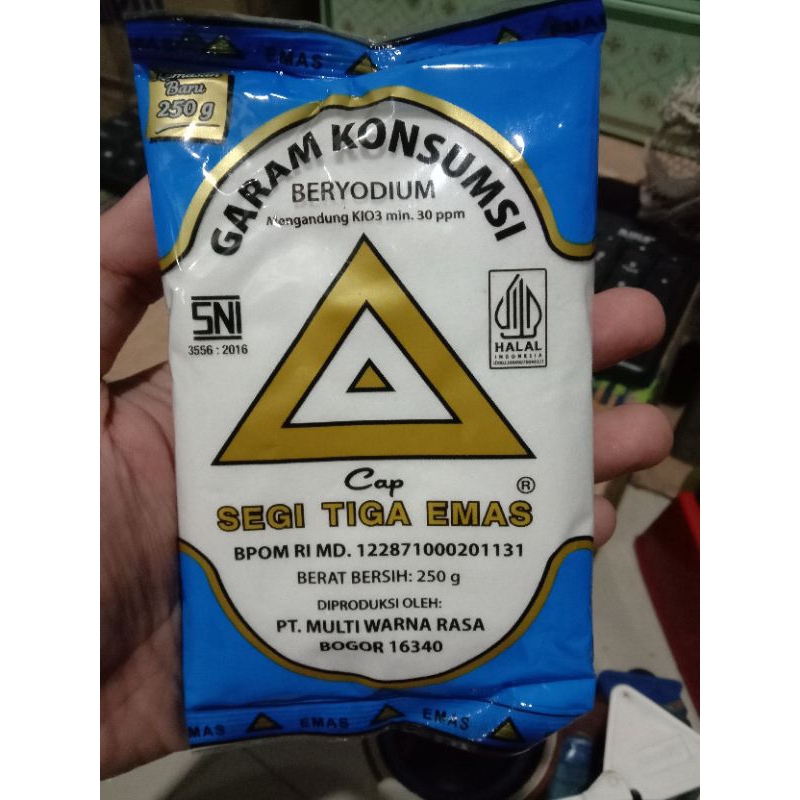 EMAS
Kemasan
Baru
250 g
GARAM KONSUMSI
BERYODIUM
Mengandung KIO3 min. 30 ppm
SNI
3556 : 2016
HALAL
INDONESIA
Cap
®
SEGI TIGA EMAS
BPOM RI MD. 122871000201131
BERAT BERSIH: 250 g
DIPRODUKSI OLEH:
PT. MULTI WARNA RASA
BOGOR 16340
MAS EMAS EMAS